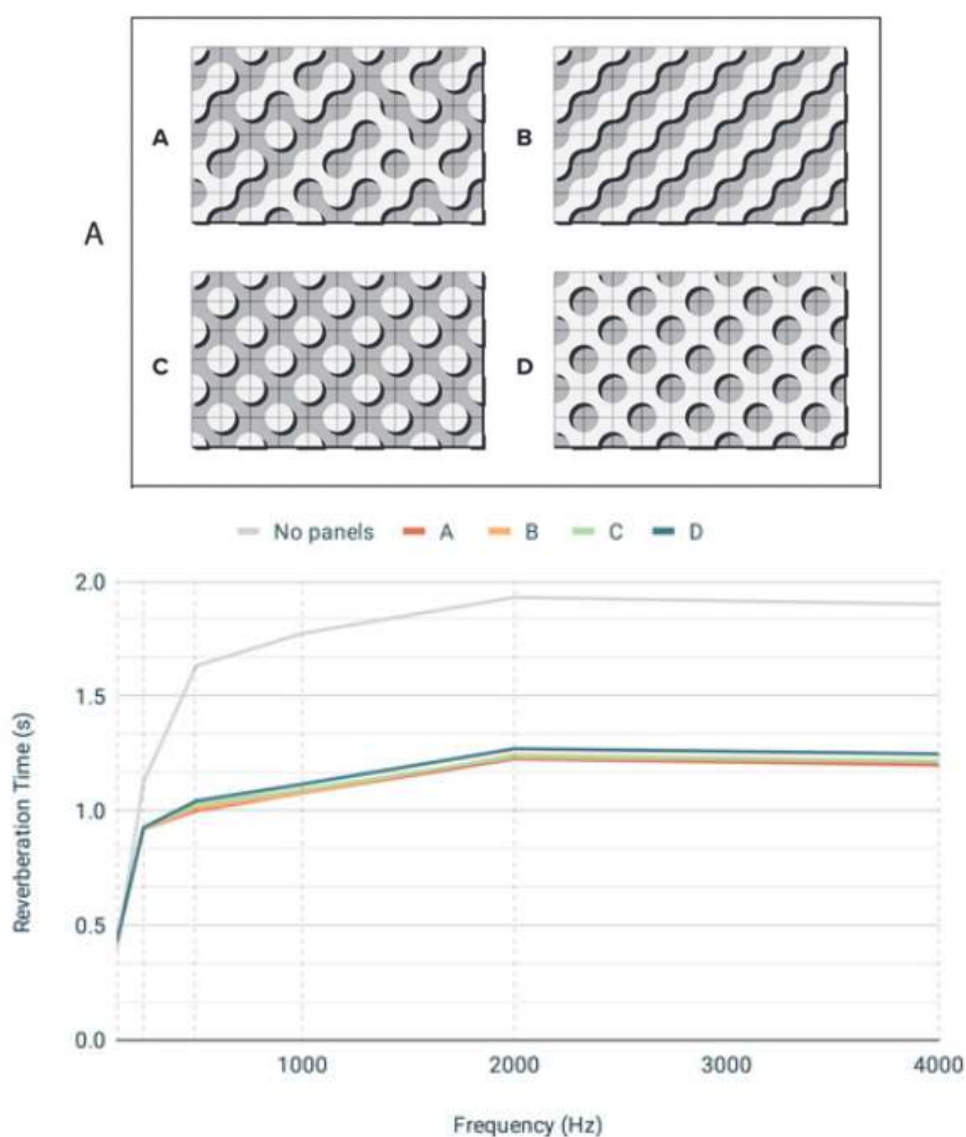 A
B
A
C
D
No panels A B C D
2.0
1.5
1.0
0.5
0.0
Reverberation Time (s)
1000 2000 3000 4000
Frequency (Hz)